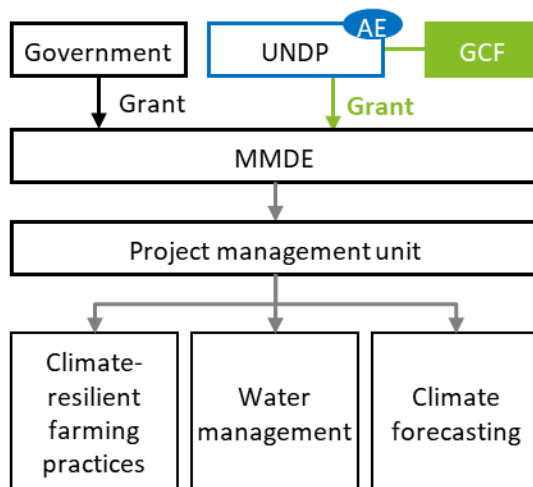 Government
UNDP
AE
GCF
Grant
Grant
MMDE
Project management unit
Climate-
resilient
farming
practices
Water
management
Climate
forecasting